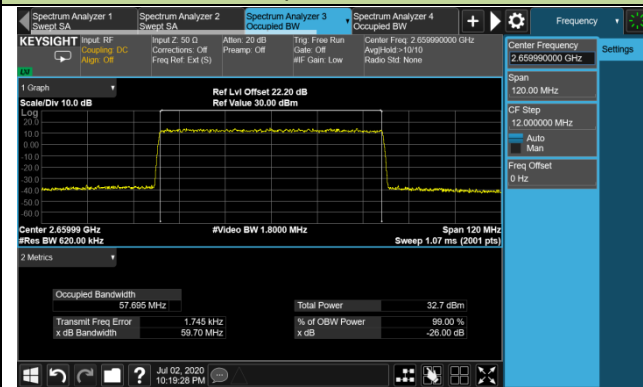 Spectrum Analyzer 1
Swept SA
Spectrum Analyzer 2
Swept SA
Spectrum Analyzer 3
Occupied BW
Spectrum Analyzer 4
Occupied BW
Frequency
KEYSIGHT
Input: RF
Coupling: DC
Align: Off
Input Z: 50 Ω
Corrections: Off
Freq Ref: Ext (S)
Atten: 20 dB
Preamp: Off
Trig: Free Run
Gate: Off
#IF Gain: Low
Center Freq: 2.659990000 GHz
Avg|Hold:>10/10
Radio Std: None
Center Frequency
2.659990000 GHz
Settings
Span
120.00 MHz
CF Step
12.000000 MHz
Auto
Man
Freq Offset
0 Hz
1 Graph
Scale/Div 10.0 dB
Ref Lvl Offset 22.20 dB
Ref Value 30.00 dBm
Log
20.0
10.0
0.00
-10.0
-20.0
-30.0
-40.0
-50.0
-60.0
Center 2.65999 GHz
#Res BW 620.00 kHz
#Video BW 1.8000 MHz
Span 120 MHz
Sweep 1.07 ms (2001 pts)
2 Metrics
Occupied Bandwidth
57.695 MHz
Total Power
32.7 dBm
Transmit Freq Error
1.745 kHz
% of OBW Power
99.00 %
x dB Bandwidth
59.70 MHz
x dB
-26.00 dB
Jul 02, 2020
10:19:28 PM